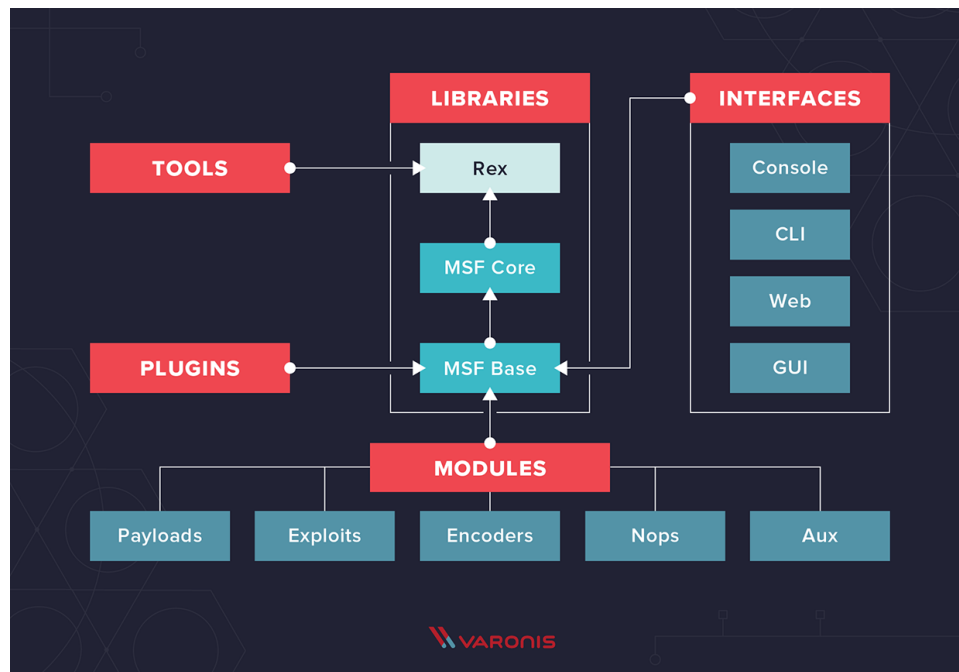 LIBRARIES
INTERFACES
TOOLS
Rex
Console
MSF Core
CLI
Web
PLUGINS
MSF Base
GUI
MODULES
Payloads
Exploits
Encoders
Nops
Aux
VARONIS